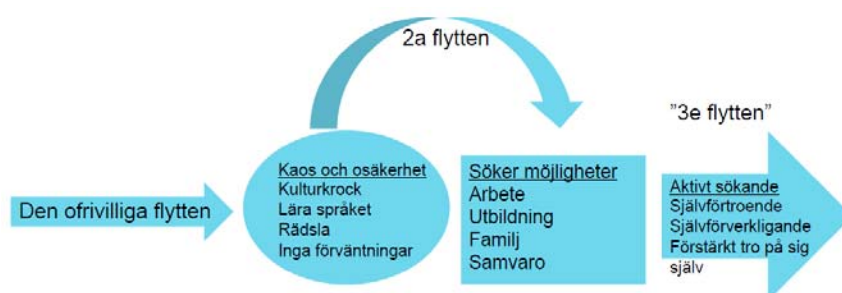 2a flytten
"3e flytten"
Den ofrivilliga flytten
Kaos och osäkerhet
Kulturkrock
Lära språket
Rädsla
Inga förväntningar
Söker möjligheter
Arbete
Utbildning
Familj
Samvaro
Aktivt sökande
Självförtroende
Självförverkligande
Förstärkt tro på sig
själv